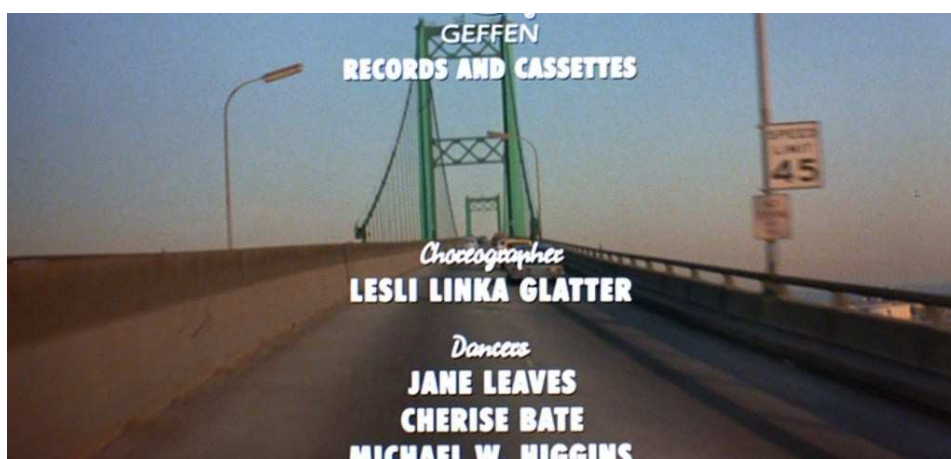 GEFFEN
RECORDS AND CASSETTES
SPEED
LIMIT
45
Choreographer
LESLI LINKA GLATTER
Dancers
JANE LEAVES
CHERISE BATE
MICHAEL W. HIGGINS